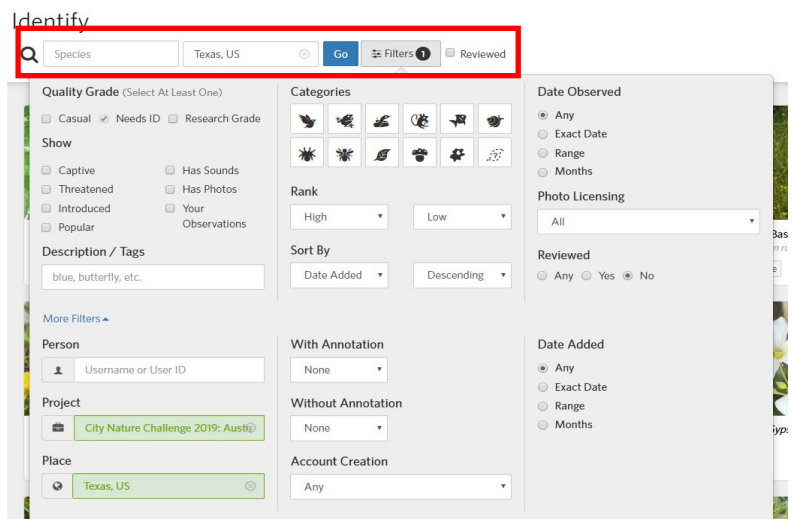 Identify
Species
Texas, US
Go
Filters 1
Reviewed
Quality Grade (Select At Least One)
Casual
Needs ID
Research Grade
Show
Captive
Has Sounds
Threatened
Has Photos
Introduced
Your
Observations
Popular
Description / Tags
blue, butterfly, etc.
Categories
Rank
High
Low
Sort By
Date Added
Descending
Date Observed
Any
Exact Date
Range
Months
Photo Licensing
All
Reviewed
Any
Yes
No
More Filters
Person
Username or User ID
Project
City Nature Challenge 2019: Austi
Place
Texas, US
With Annotation
None
Without Annotation
None
Account Creation
Any
Date Added
Any
Exact Date
Range
Months
Bas